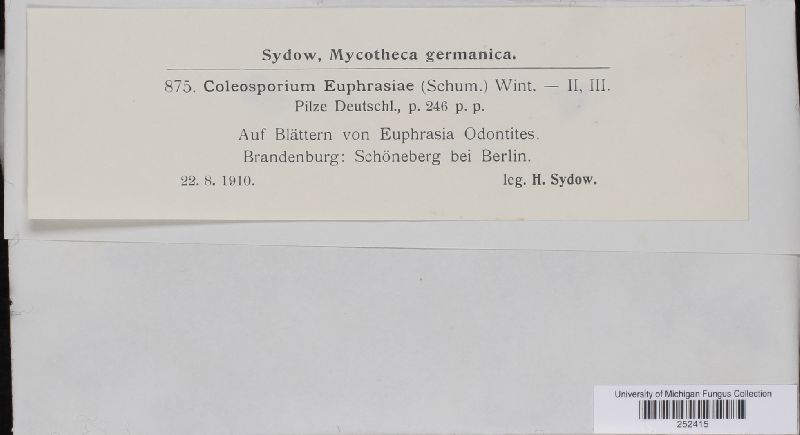 Sydow, Mycotheca germanica.
875. Coleosporium Euphrasiae (Schum.) Wint. — II, III.
Pilze Deutschl., p. 246 p. p.
Auf Blättern von Euphrasia Odontites.
Brandenburg: Schöneberg bei Berlin.
22. 8. 1910. leg. H. Sydow.
University of Michigan Fungus Collection
252415